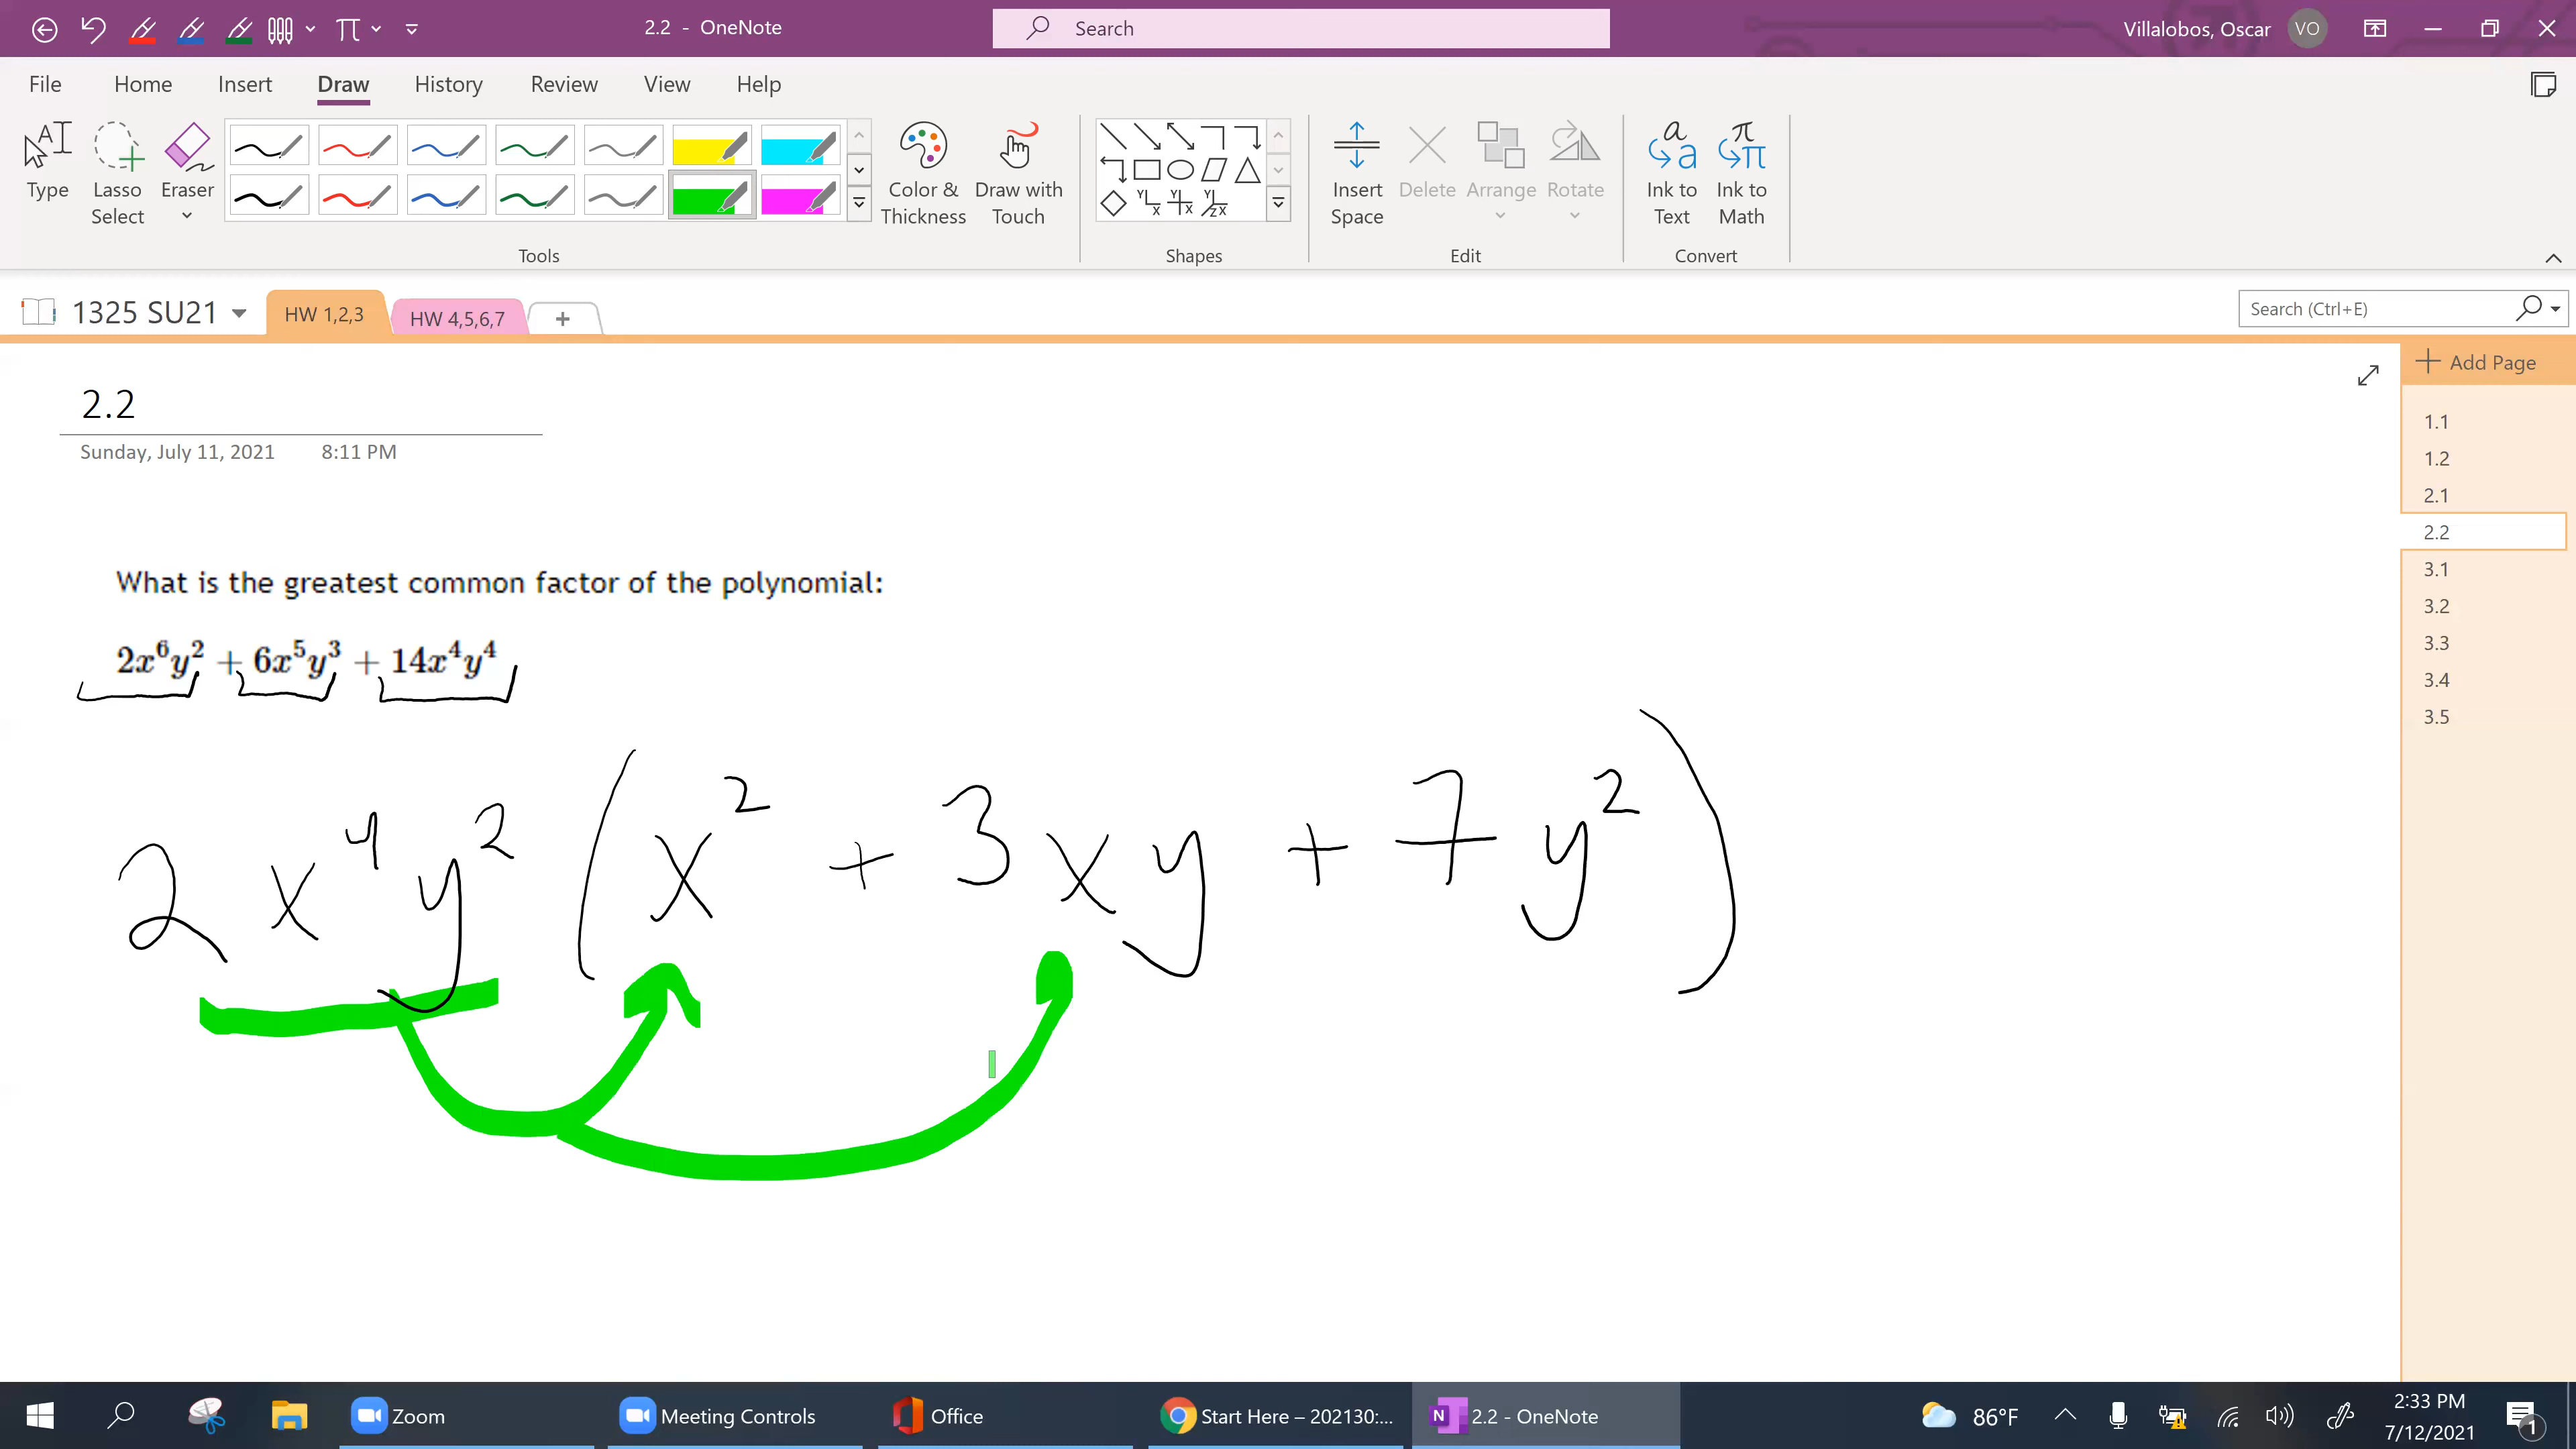 2.2 - OneNote
Search
Villalobos, Oscar VO
File Home Insert Draw History Review View Help
Type
Lasso Select
Eraser
Color & Thickness
Draw with Touch
Insert Space
Delete
Arrange
Rotate
Ink to Text
Ink to Math
Tools
Shapes
Edit
Convert
1325 SU21
HW 1,2,3
HW 4,5,6,7
Search (Ctrl+E)
Add Page
1.1
1.2
2.1
2.2
3.1
3.2
3.3
3.4
3.5
2.2
Sunday, July 11, 2021 8:11 PM
What is the greatest common factor of the polynomial:
2x⁶y² + 6x⁵y³ + 14x⁴y⁴
2x⁴y² (x² + 3xy + 7y²)
Zoom
Meeting Controls
Office
Start Here – 202130:...
2.2 - OneNote
86°F
2:33 PM
7/12/2021
1